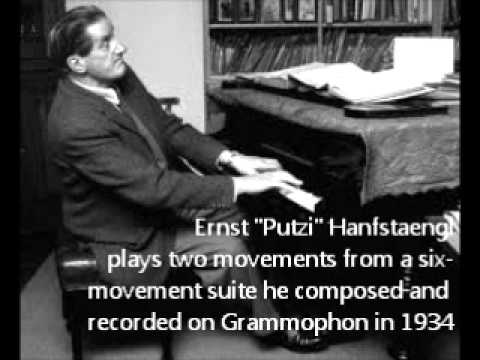 Ernst "Putzi" Hanfstaengl
plays two movements from a six-
movement suite he composed and
recorded on Grammophon in 1934